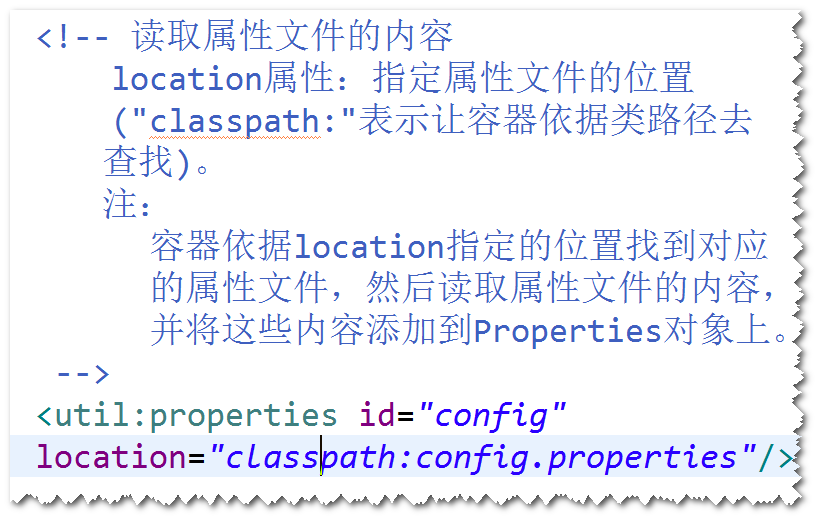 <!-- 读取属性文件的内容
location属性：指定属性文件的位置
("classpath:"表示让容器依据类路径去
查找)。
注：
容器依据location指定的位置找到对应
的属性文件，然后读取属性文件的内容，
并将这些内容添加到Properties对象上。
-->
<util:properties id="config"
location="classpath:config.properties"/>